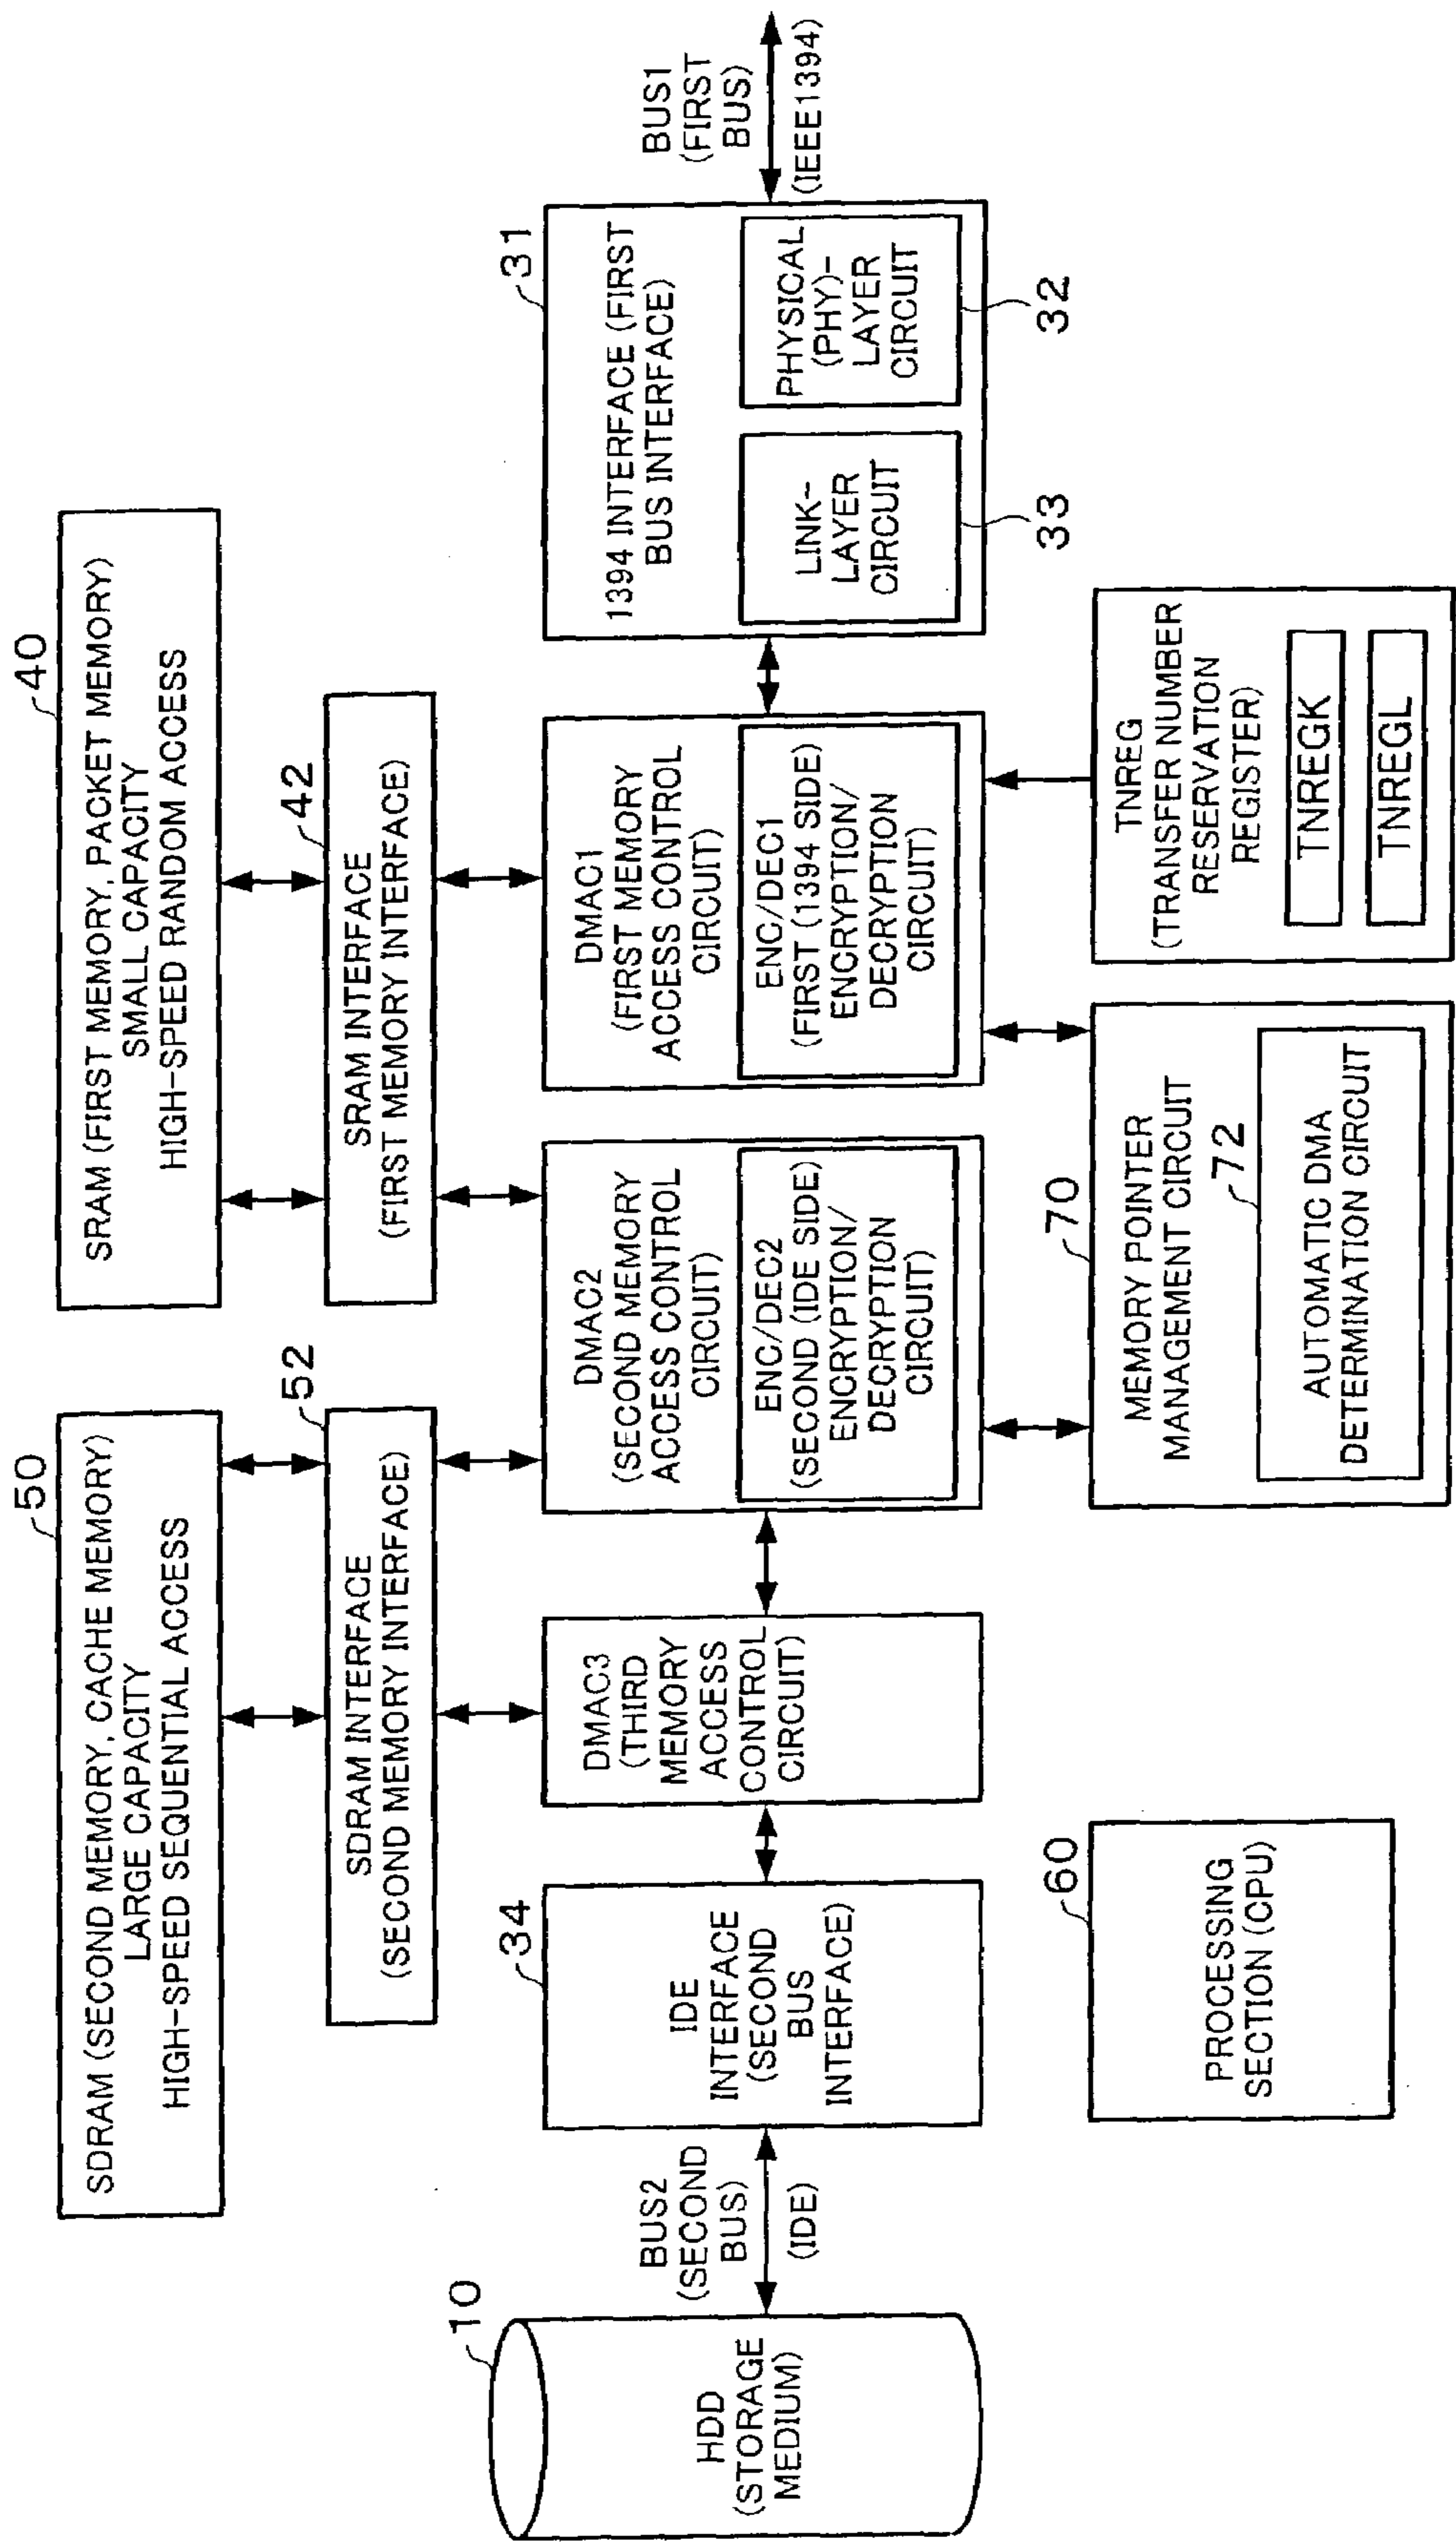 50
SDRAM (SECOND MEMORY, CACHE MEMORY)
LARGE CAPACITY
HIGH-SPEED SEQUENTIAL ACCESS
40
SRAM (FIRST MEMORY, PACKET MEMORY)
SMALL CAPACITY
HIGH-SPEED RANDOM ACCESS
52
SDRAM INTERFACE
(SECOND MEMORY INTERFACE)
42
SRAM INTERFACE
(FIRST MEMORY INTERFACE)
10
HDD
(STORAGE
MEDIUM)
BUS2
(SECOND
BUS)
(IDE)
34
IDE
INTERFACE
(SECOND
BUS
INTERFACE)
DMAC3
(THIRD
MEMORY
ACCESS
CONTROL
CIRCUIT)
DMAC2
(SECOND MEMORY
ACCESS CONTROL
CIRCUIT)
ENC/DEC2
(SECOND (IDE SIDE)
ENCRYPTION/
DECRYPTION
CIRCUIT)
DMAC1
(FIRST MEMORY
ACCESS CONTROL
CIRCUIT)
ENC/DEC1
(FIRST (1394 SIDE)
ENCRYPTION/
DECRYPTION
CIRCUIT)
31
1394 INTERFACE (FIRST
BUS INTERFACE)
LINK-
LAYER
CIRCUIT
33
PHYSICAL
(PHY)-
LAYER
CIRCUIT
32
BUS1
(FIRST
BUS)
(IEEE1394)
60
PROCESSING
SECTION (CPU)
70
MEMORY POINTER
MANAGEMENT CIRCUIT
72
AUTOMATIC DMA
DETERMINATION CIRCUIT
TNREG
(TRANSFER NUMBER
RESERVATION
REGISTER)
TNREGK
TNREGL